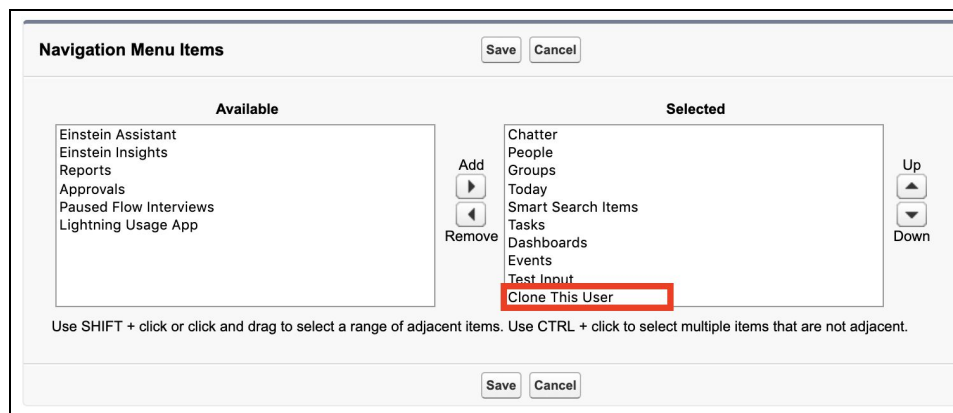 Navigation Menu Items
Save Cancel
Available
Selected
Einstein Assistant
Einstein Insights
Reports
Approvals
Paused Flow Interviews
Lightning Usage App
Add
Remove
Chatter
People
Groups
Today
Smart Search Items
Tasks
Dashboards
Events
Test Input
Clone This User
Up
Down
Use SHIFT + click or click and drag to select a range of adjacent items. Use CTRL + click to select multiple items that are not adjacent.
Save Cancel